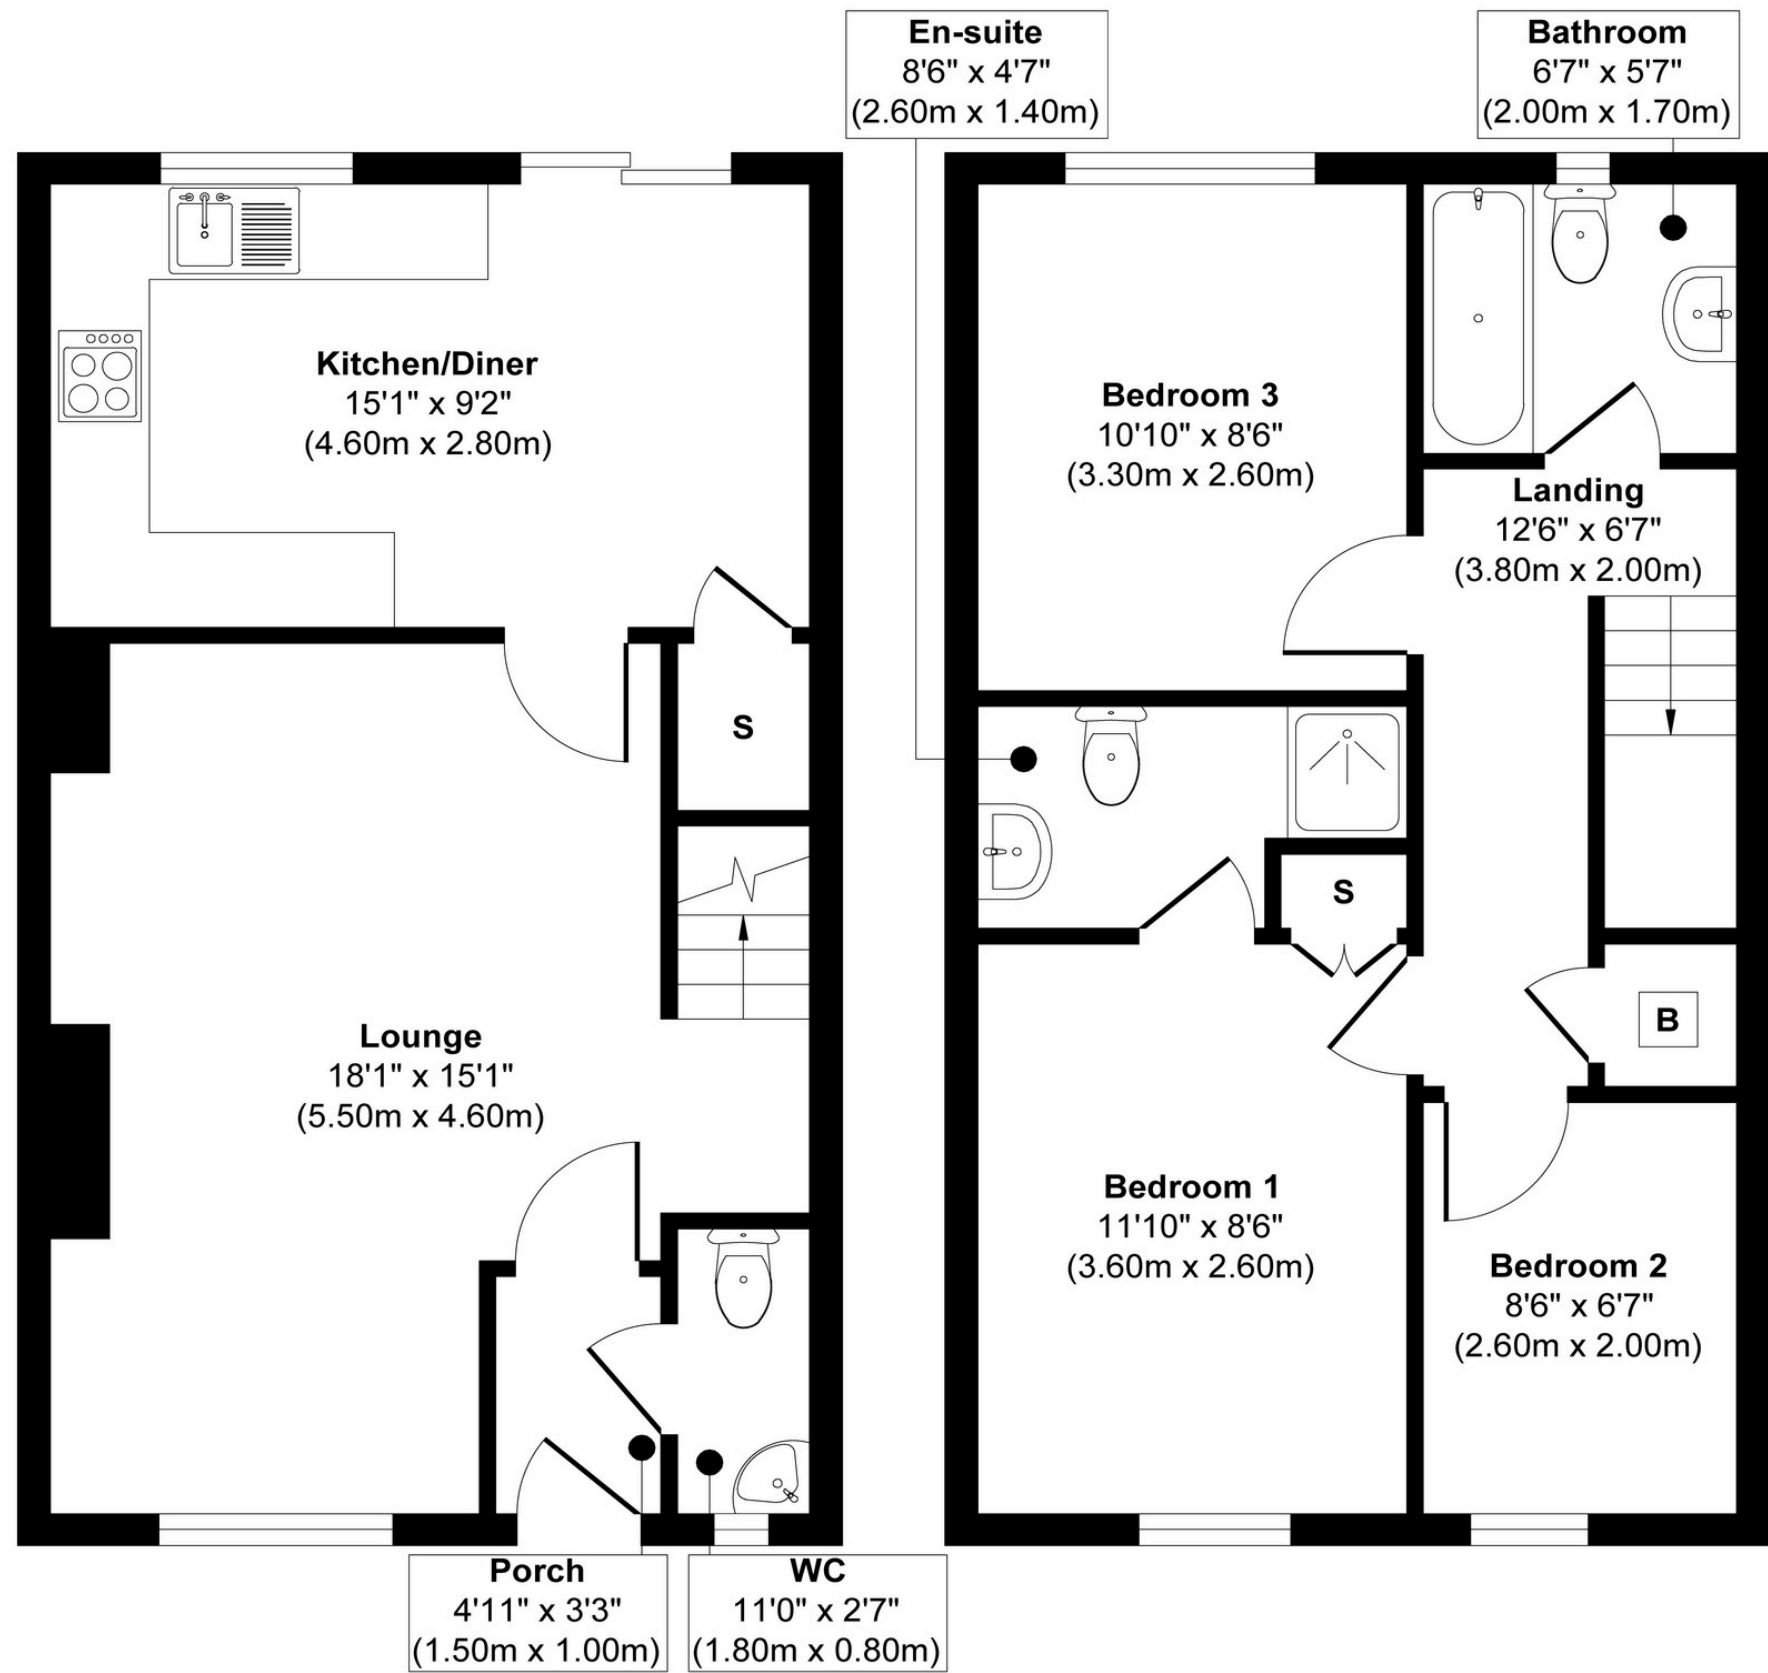 En-suite
8'6" x 4'7"
(2.60m x 1.40m)
Bathroom
6'7" x 5'7"
(2.00m x 1.70m)
Kitchen/Diner
15'1" x 9'2"
(4.60m x 2.80m)
Bedroom 3
10'10" x 8'6"
(3.30m x 2.60m)
Landing
12'6" x 6'7"
(3.80m x 2.00m)
S
S
B
Lounge
18'1" x 15'1"
(5.50m x 4.60m)
Bedroom 1
11'10" x 8'6"
(3.60m x 2.60m)
Bedroom 2
8'6" x 6'7"
(2.60m x 2.00m)
Porch
4'11" x 3'3"
(1.50m x 1.00m)
WC
11'0" x 2'7"
(1.80m x 0.80m)